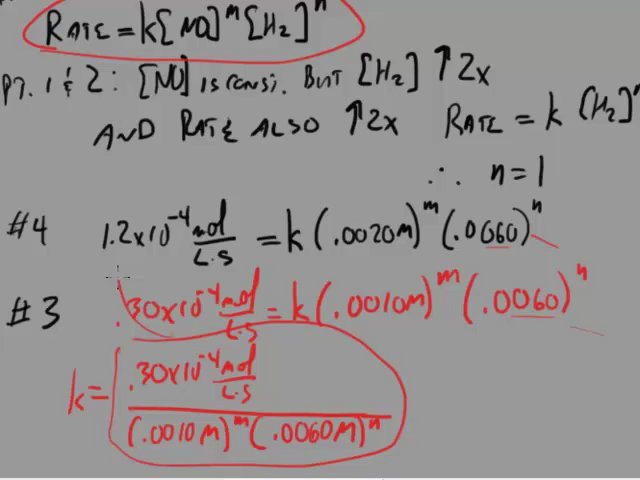 RATE = k[NO]^m [H₂]^n
PT. 1 & 2: [NO] IS CONST. BUT [H₂] ↑ 2x
AND RATE ALSO ↑2x RATE = k [H₂]^n
∴ n = 1
#4 1.2x10⁻⁴ mol/L·S = k(.0020M)^m (.0060)^n
#3 .30x10⁻⁴ mol/L·S = k(.0010M)^m (.0060)^n
k = .30x10⁻⁴ mol/L·S
(.0010M)^m (.0060M)^n